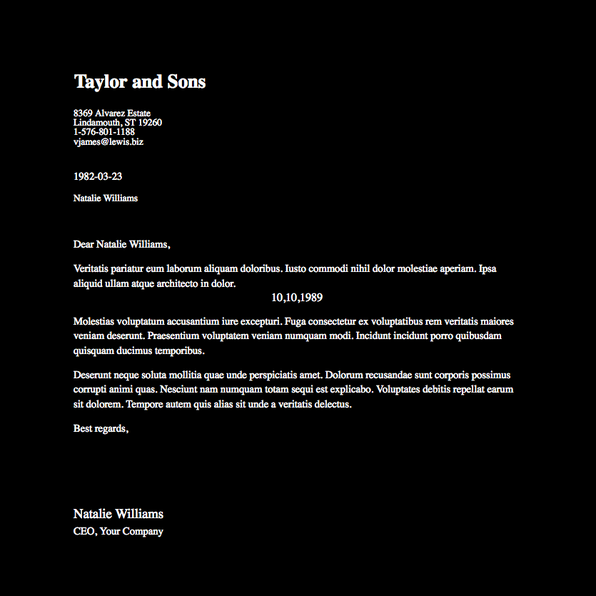 Taylor and Sons
8369 Alvarez Estate
Lindamouth, ST 19260
1-576-801-1188
vjames@lewis.biz
1982-03-23
Natalie Williams
Dear Natalie Williams,
Veritatis pariatur eum laborum aliquam doloribus. Iusto commodi nihil dolor molestiae aperiam. Ipsa
aliquid ullam atque architecto in dolor.
10,10,1989
Molestias voluptatum accusantium iure excepturi. Fuga consectetur ex voluptatibus rem veritatis maiores
veniam deserunt. Praesentium voluptatem veniam numquam modi. Incidunt incidunt porro quibusdam
quisquam ducimus temporibus.
Deserunt neque soluta mollitia quae unde perspiciatis amet. Dolorum recusandae sunt corporis possimus
corrupti animi quas. Nesciunt nam numquam totam sequi est explicabo. Voluptates debitis repellat earum
sit dolorem. Tempore autem quis alias sit unde a veritatis delectus.
Best regards,
Natalie Williams
CEO, Your Company